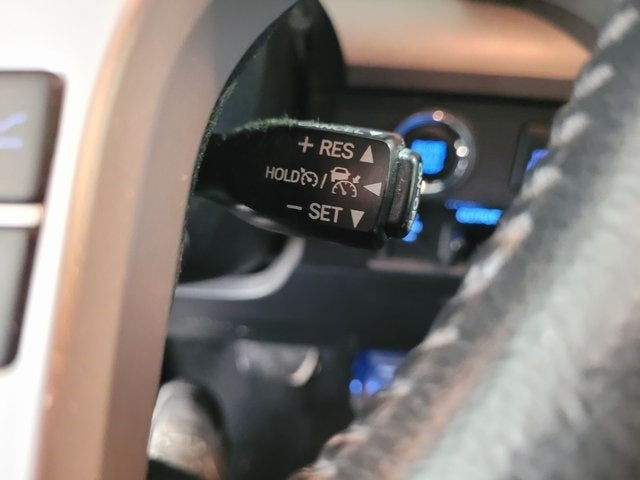 + RES ▲
HOLD / ◀
− SET ▼